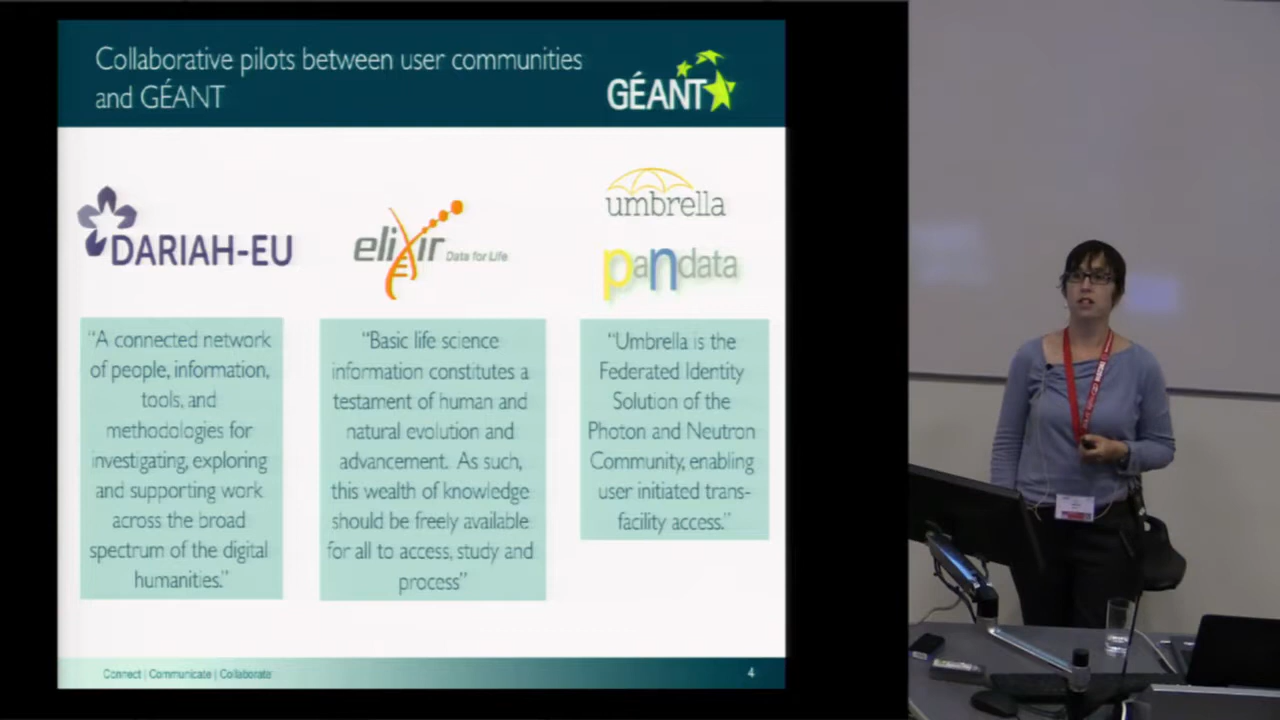 Collaborative pilots between user communities
and GÉANT
GÉANT
DARIAH-EU
elixir Data for Life
umbrella
pandata
“A connected network
of people, information,
tools, and
methodologies for
investigating, exploring
and supporting work
across the broad
spectrum of the digital
humanities.”
“Basic life science
information constitutes a
testament of human and
natural evolution and
advancement. As such,
this wealth of knowledge
should be freely available
for all to access, study and
process”
“Umbrella is the
Federated Identity
Solution of the
Photon and Neutron
Community, enabling
user initiated trans-
facility access.”
Connect | Communicate | Collaborate
4